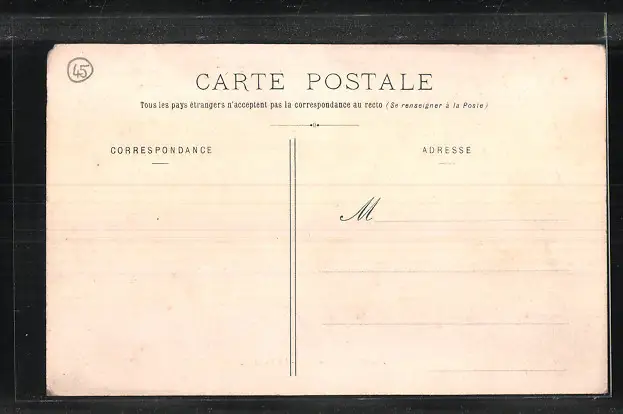 45
CARTE POSTALE
Tous les pays étrangers n'acceptent pas la correspondance au recto (Se renseigner à la Poste)
CORRESPONDANCE
ADRESSE
M